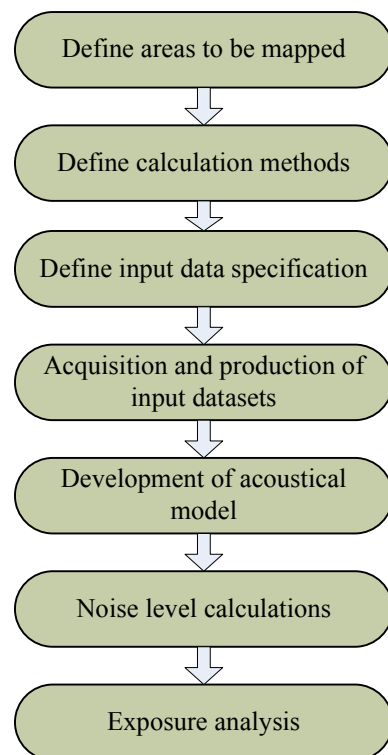 Define areas to be mapped
Define calculation methods
Define input data specification
Acquisition and production of
input datasets
Development of acoustical
model
Noise level calculations
Exposure analysis